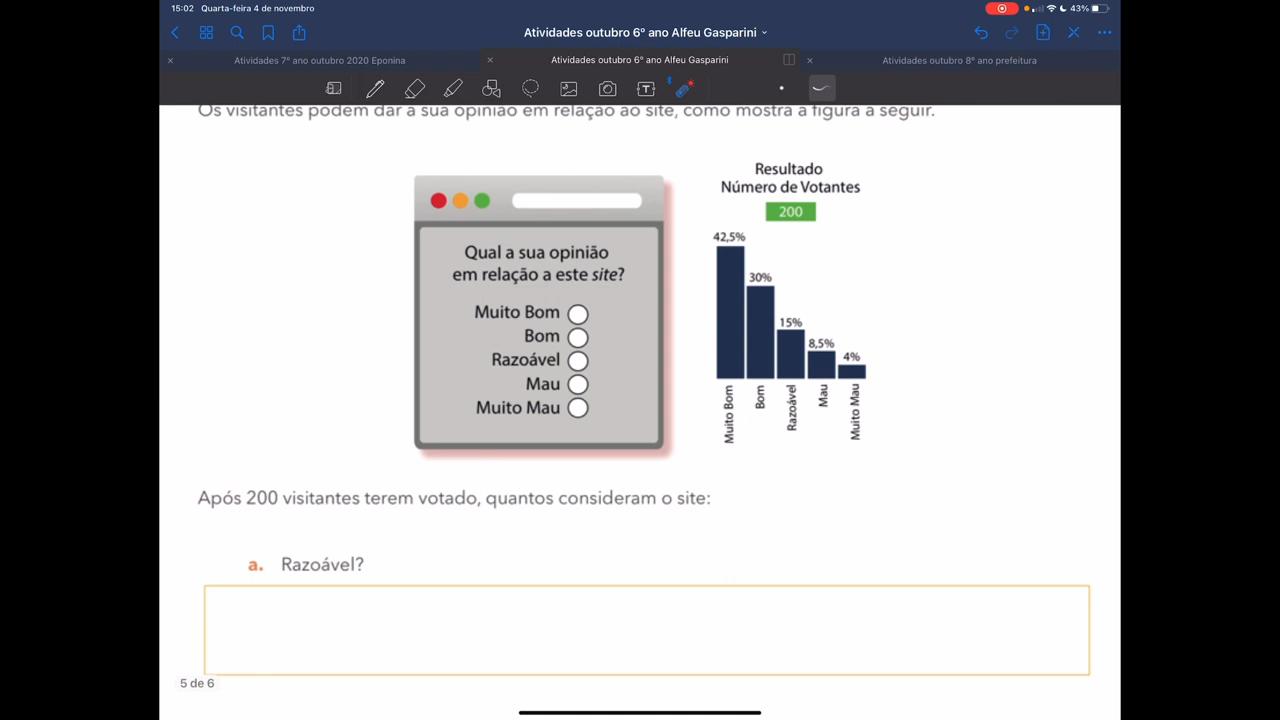 15:02 Quarta-feira 4 de novembro
43%
Atividades outubro 6º ano Alfeu Gasparini
Atividades 7º ano outubro 2020 Eponina
Atividades outubro 6º ano Alfeu Gasparini
Atividades outubro 8º ano prefeitura
Os visitantes podem dar a sua opinião em relação ao site, como mostra a figura a seguir.
Qual a sua opinião
em relação a este site?
Muito Bom
Bom
Razoável
Mau
Muito Mau
Resultado
Número de Votantes
200
42,5%
30%
15%
8,5%
4%
Muito Bom
Bom
Razoável
Mau
Muito Mau
Após 200 visitantes terem votado, quantos consideram o site:
a. Razoável?
5 de 6